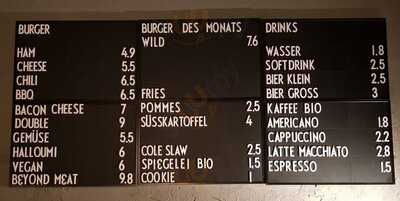 BURGER
HAM 4.9
CHEESE 5.5
CHILI 6.5
BBQ 6.5
BACON CHEESE 7
DOUBLE 9
GEMÜSE 5.5
HALLOUMI 6
VEGAN 6
BEYOND MEAT 9.8
BURGER DES MONATS
WILD 7.6
FRIES
POMMES 2.5
SÜSSKARTOFFEL 4
COLE SLAW 2.5
SPIEGELEI BIO 1,5
COOKIE 1
DRINKS
WASSER 1.8
SOFTDRINK 2.5
BIER KLEIN 2.5
BIER GROSS 3
KAFFEE BIO
AMERICANO 1.8
CAPPUCCINO 2.2
LATTE MACCHIATO 2.8
ESPRESSO 1.5